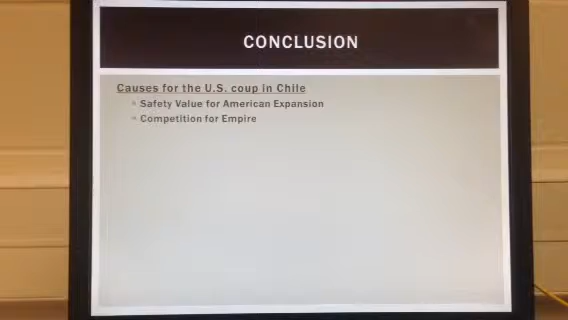 CONCLUSION
Causes for the U.S. coup in Chile
Safety Value for American Expansion
Competition for Empire